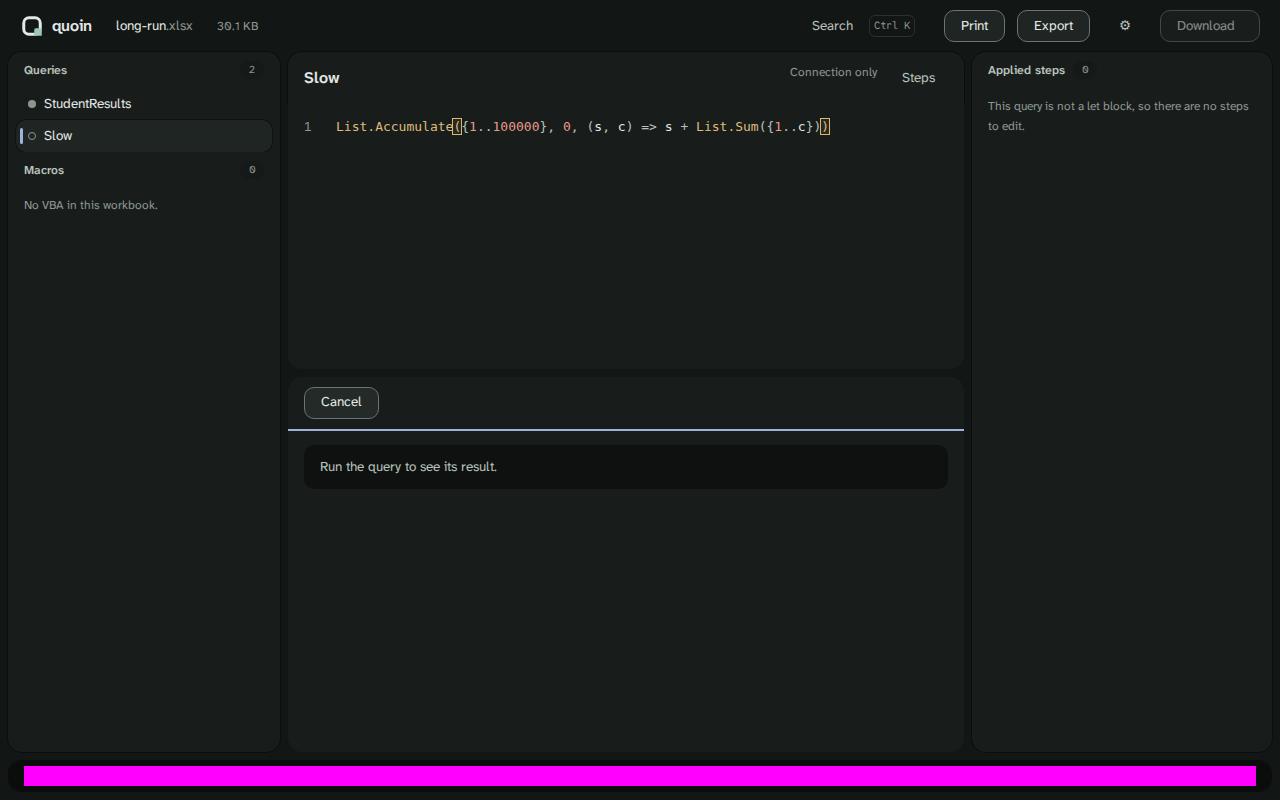 quoin
long-run.xlsx
30.1 KB
Search
Ctrl K
Print
Export
Download
Queries
2
StudentResults
Slow
Macros
0
No VBA in this workbook.
Slow
Connection only
Steps
1
List.Accumulate({1..100000}, 0, (s, c) => s + List.Sum({1..c}))
Cancel
Run the query to see its result.
Applied steps
0
This query is not a let block, so there are no steps
to edit.